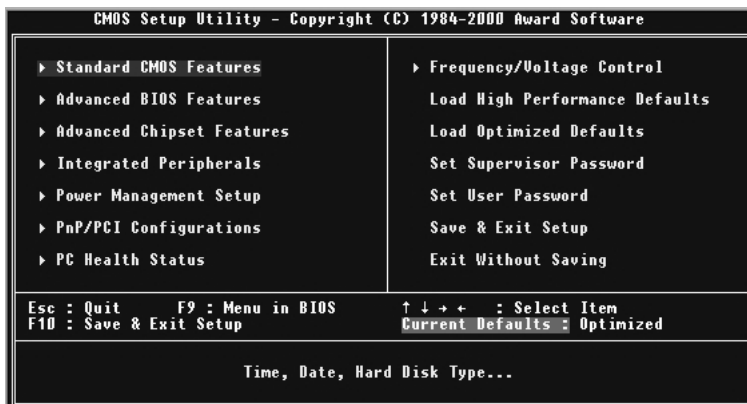 CMOS Setup Utility - Copyright (C) 1984-2000 Award Software
▸ Standard CMOS Features
▸ Advanced BIOS Features
▸ Advanced Chipset Features
▸ Integrated Peripherals
▸ Power Management Setup
▸ PnP/PCI Configurations
▸ PC Health Status
▸ Frequency/Voltage Control
Load High Performance Defaults
Load Optimized Defaults
Set Supervisor Password
Set User Password
Save & Exit Setup
Exit Without Saving
Esc : Quit F9 : Menu in BIOS ↑ ↓ → ← : Select Item
F10 : Save & Exit Setup Current Defaults : Optimized
Time, Date, Hard Disk Type...